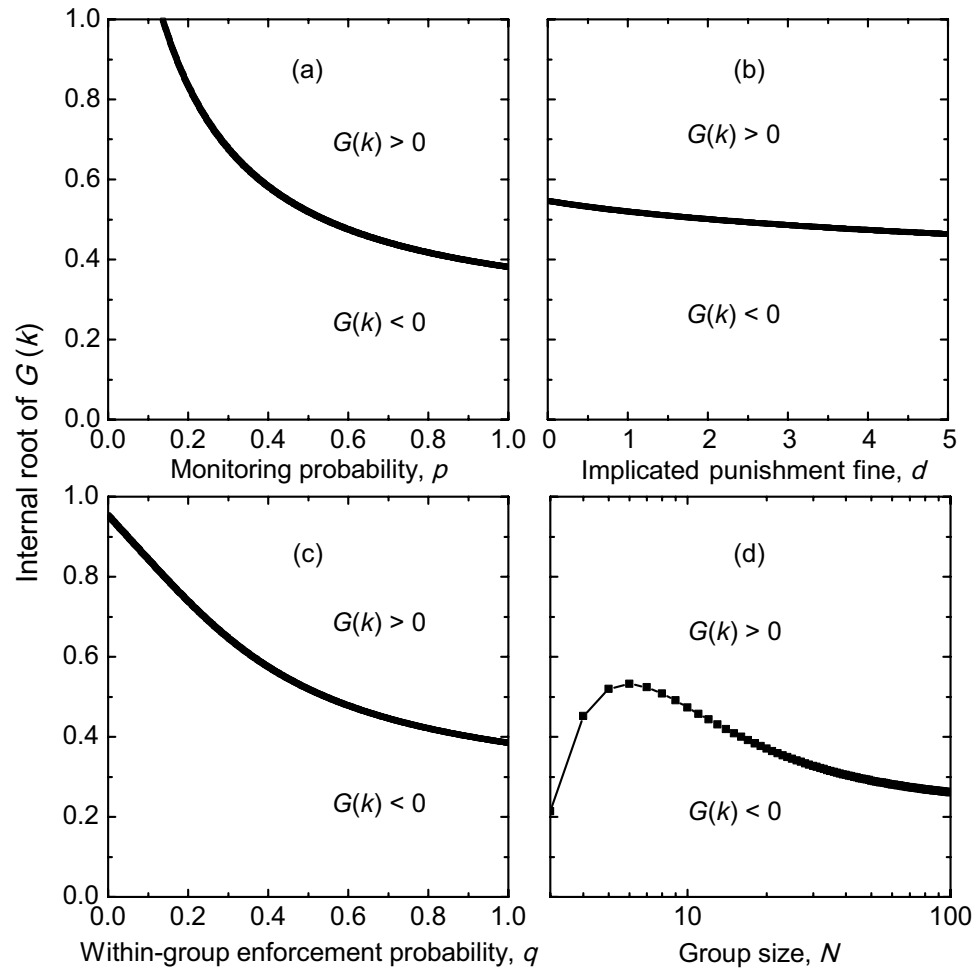 Internal root of G(k)
1.0
0.8
0.6
0.4
0.2
0.0
(a)
G(k) > 0
G(k) < 0
0.0 0.2 0.4 0.6 0.8 1.0
Monitoring probability, p
(b)
G(k) > 0
G(k) < 0
0 1 2 3 4 5
Implicated punishment fine, d
1.0
0.8
0.6
0.4
0.2
0.0
(c)
G(k) > 0
G(k) < 0
0.0 0.2 0.4 0.6 0.8 1.0
Within-group enforcement probability, q
(d)
G(k) > 0
G(k) < 0
10 100
Group size, N